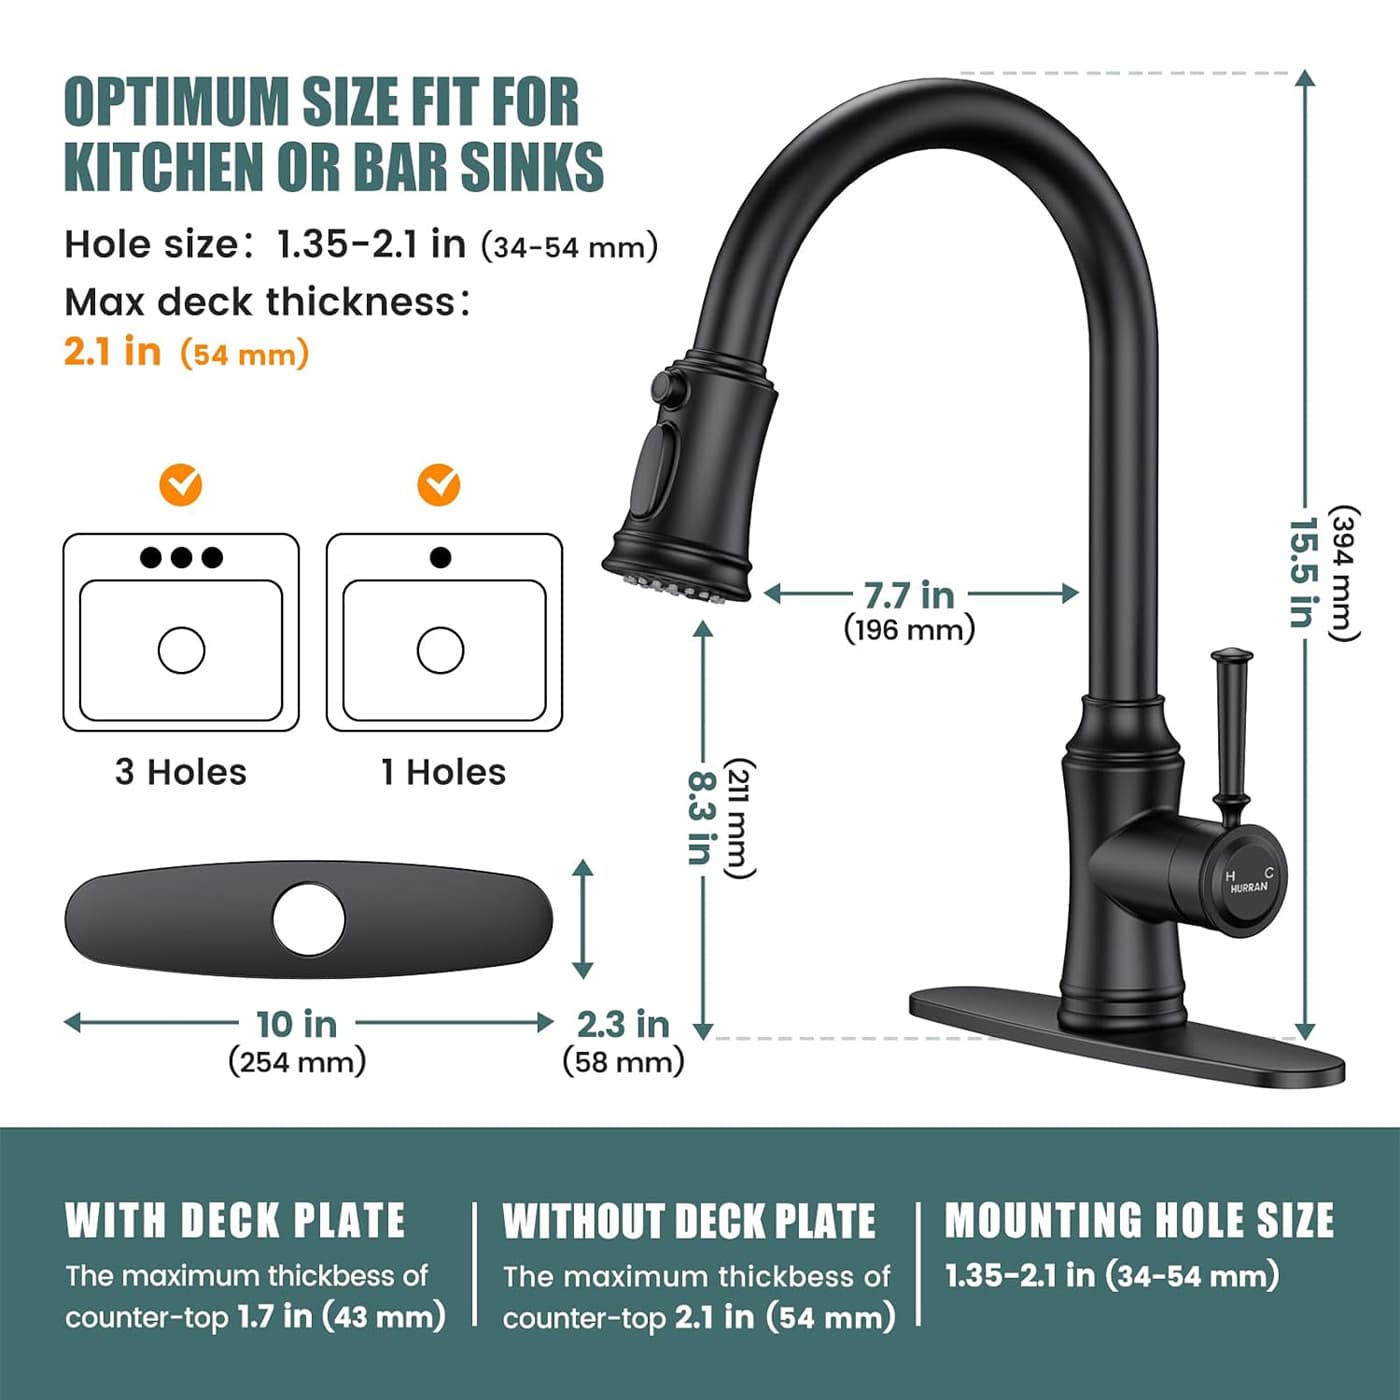 OPTIMUM SIZE FIT FOR
KITCHEN OR BAR SINKS
Hole size: 1.35-2.1 in (34-54 mm)
Max deck thickness:
2.1 in (54 mm)
3 Holes
1 Holes
10 in
(254 mm)
2.3 in
(58 mm)
7.7 in
(196 mm)
8.3 in
(211 mm)
15.5 in
(394 mm)
H C
HURRAN
WITH DECK PLATE
The maximum thickbess of
counter-top 1.7 in (43 mm)
WITHOUT DECK PLATE
The maximum thickbess of
counter-top 2.1 in (54 mm)
MOUNTING HOLE SIZE
1.35-2.1 in (34-54 mm)